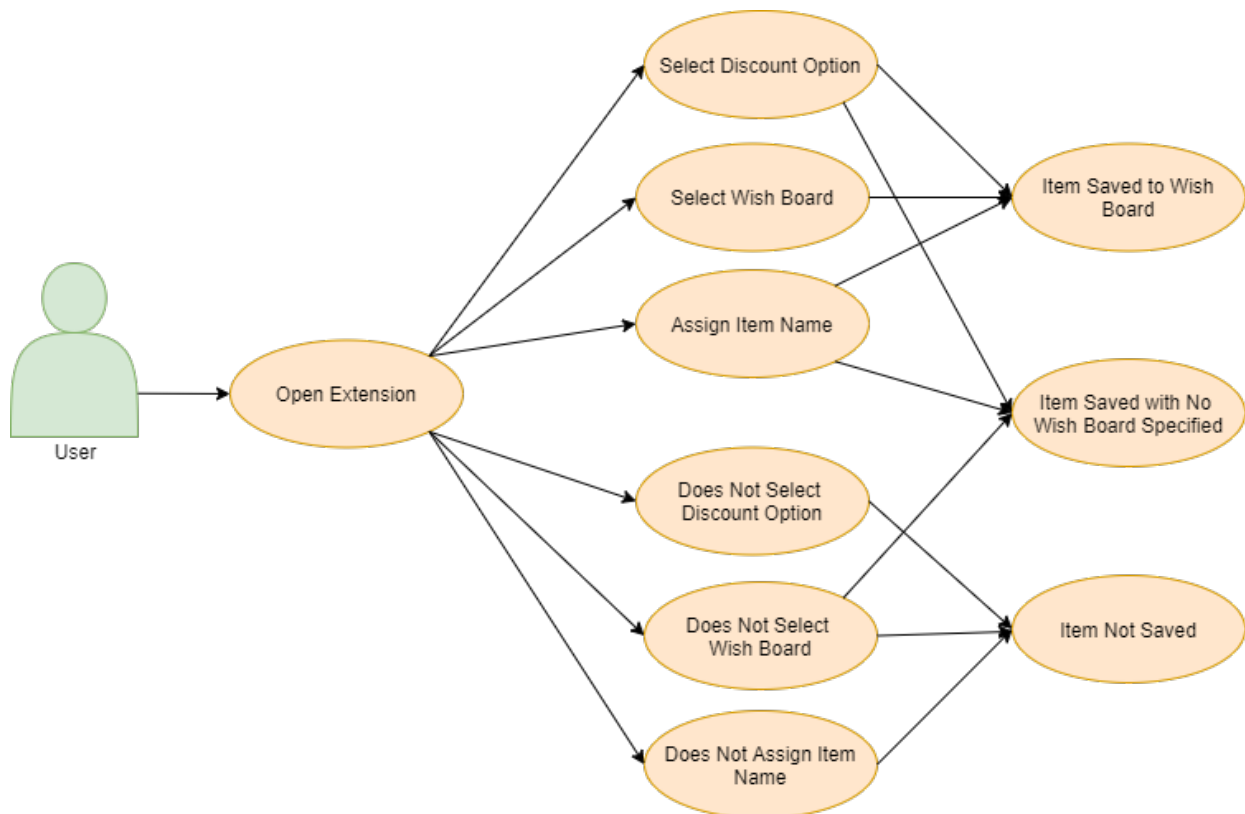 Select Discount Option
Select Wish Board
Item Saved to Wish
Board
Assign Item Name
User
Open Extension
Item Saved with No
Wish Board Specified
Does Not Select
Discount Option
Does Not Select
Wish Board
Item Not Saved
Does Not Assign Item
Name